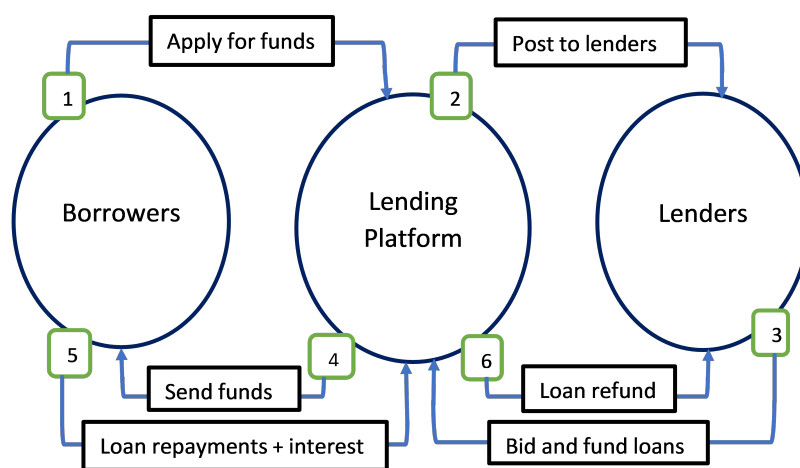 Apply for funds
Post to lenders
1
2
Borrowers
Lending
Platform
Lenders
3
5
4
6
Send funds
Loan refund
Loan repayments + interest
Bid and fund loans